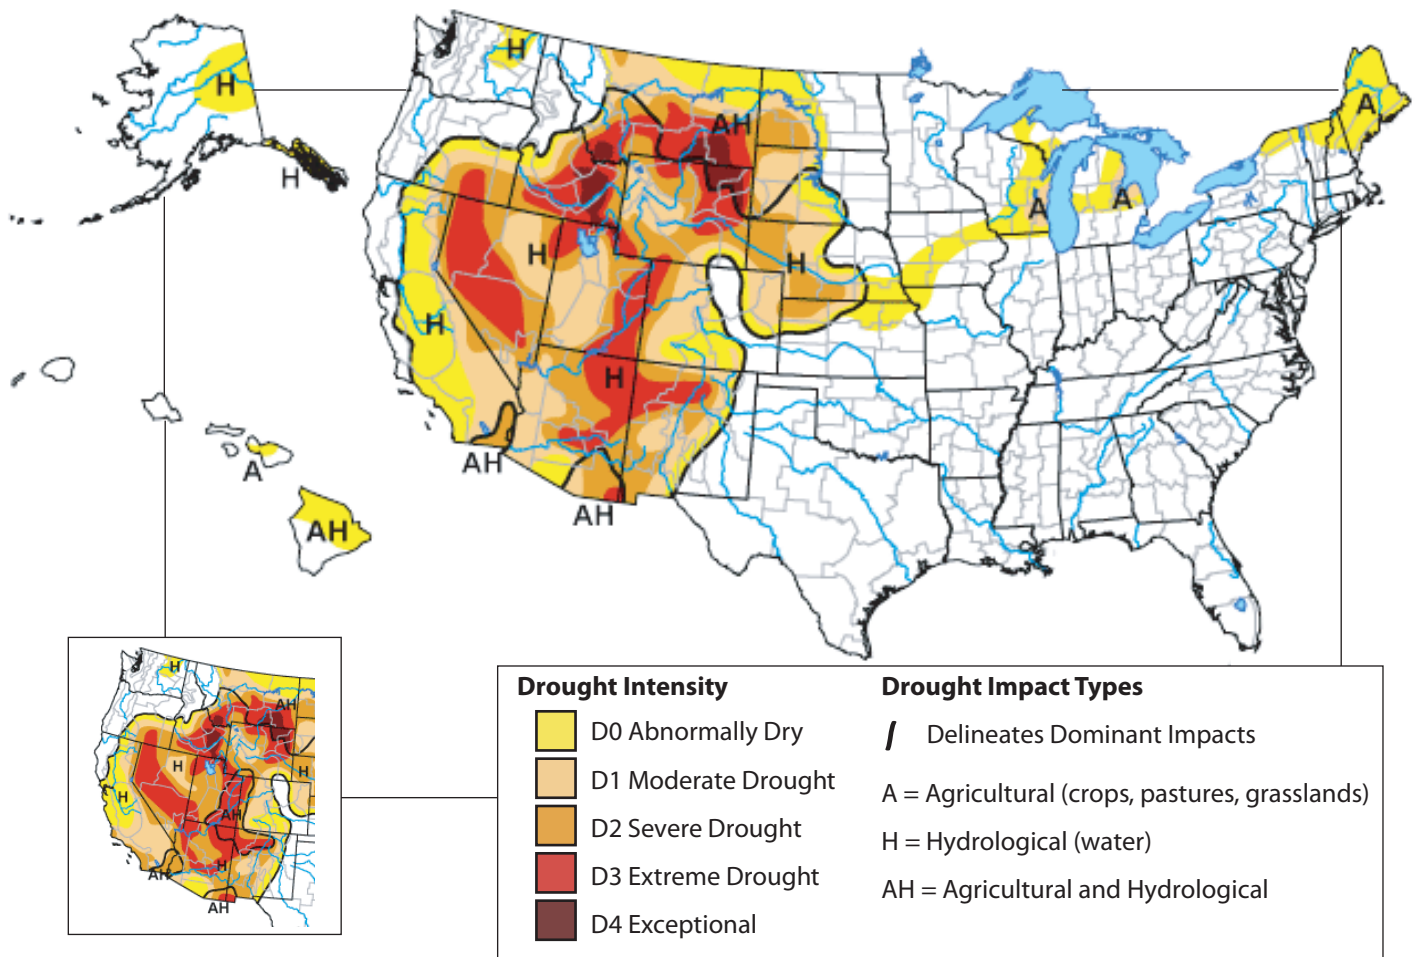 H
H
AH
A
H
A
A
H
H
H
H
A
AH
AH
AH
H
AH
H
H
H
AH
H
AH
AH
Drought Intensity
D0 Abnormally Dry
D1 Moderate Drought
D2 Severe Drought
D3 Extreme Drought
D4 Exceptional
Drought Impact Types
Delineates Dominant Impacts
A = Agricultural (crops, pastures, grasslands)
H = Hydrological (water)
AH = Agricultural and Hydrological